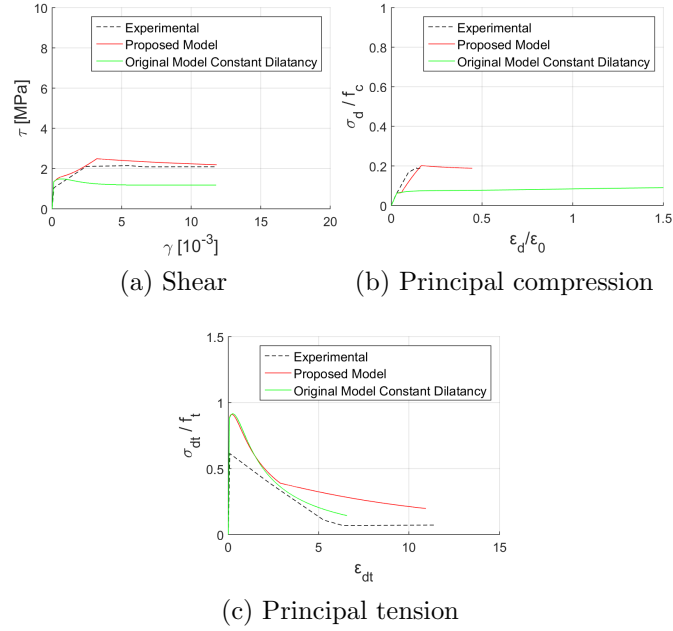 10
8
6
4
2
0
τ [MPa]
Experimental
Proposed Model
Original Model Constant Dilatancy
0
5
10
15
20
γ [10-3]
(a) Shear
1
0.8
0.6
0.4
0.2
0
σd / fc
Experimental
Proposed Model
Original Model Constant Dilatancy
0
0.5
1
1.5
εd/ε0
(b) Principal compression
1.5
1
0.5
0
σdt / ft
Experimental
Proposed Model
Original Model Constant Dilatancy
0
5
10
15
εdt
(c) Principal tension